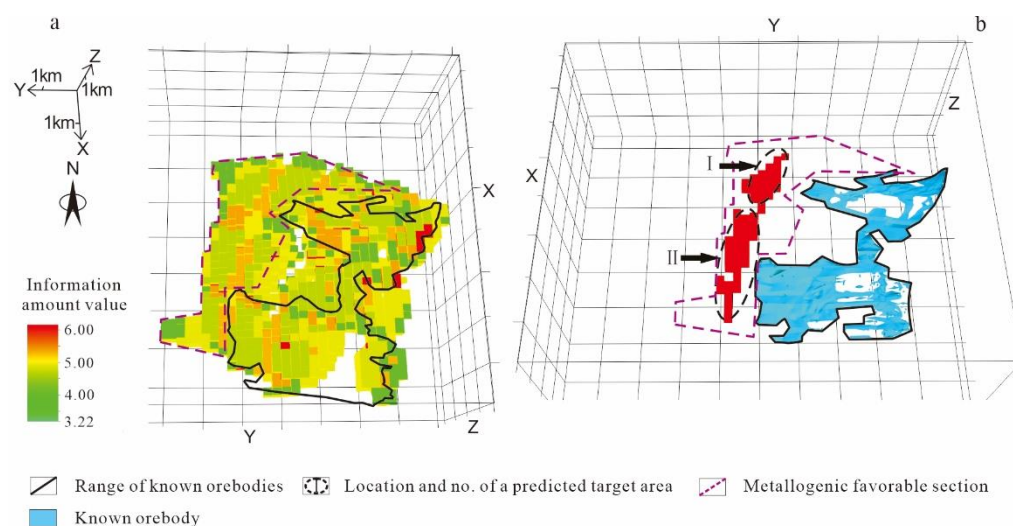 a
b
Y
Z
1km
Y
1km
1km
X
N
X
Z
X
I
II
Information
amount value
6.00
5.00
4.00
3.22
Y
Z
Range of known orebodies
I
Location and no. of a predicted target area
Metallogenic favorable section
Known orebody